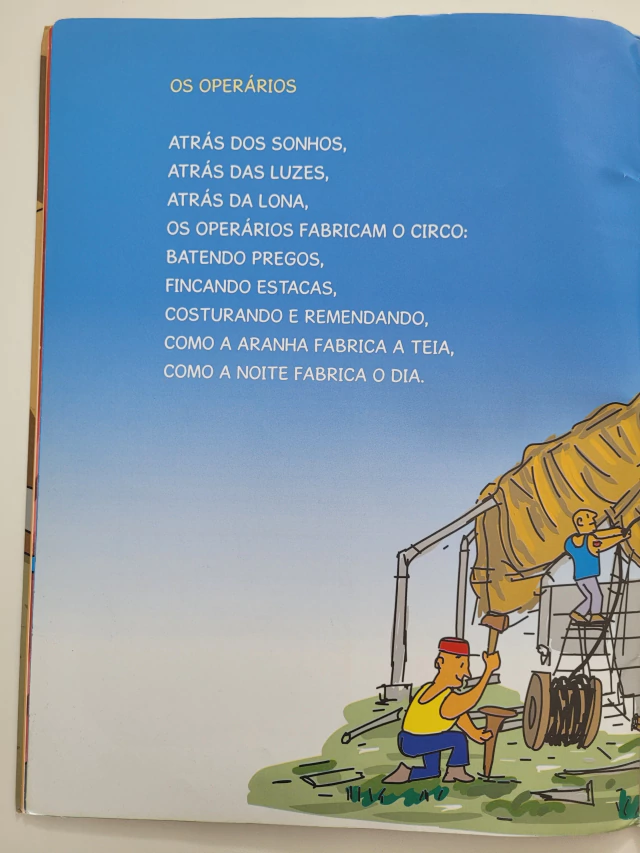 OS OPERÁRIOS
ATRÁS DOS SONHOS,
ATRÁS DAS LUZES,
ATRÁS DA LONA,
OS OPERÁRIOS FABRICAM O CIRCO:
BATENDO PREGOS,
FINCANDO ESTACAS,
COSTURANDO E REMENDANDO,
COMO A ARANHA FABRICA A TEIA,
COMO A NOITE FABRICA O DIA.